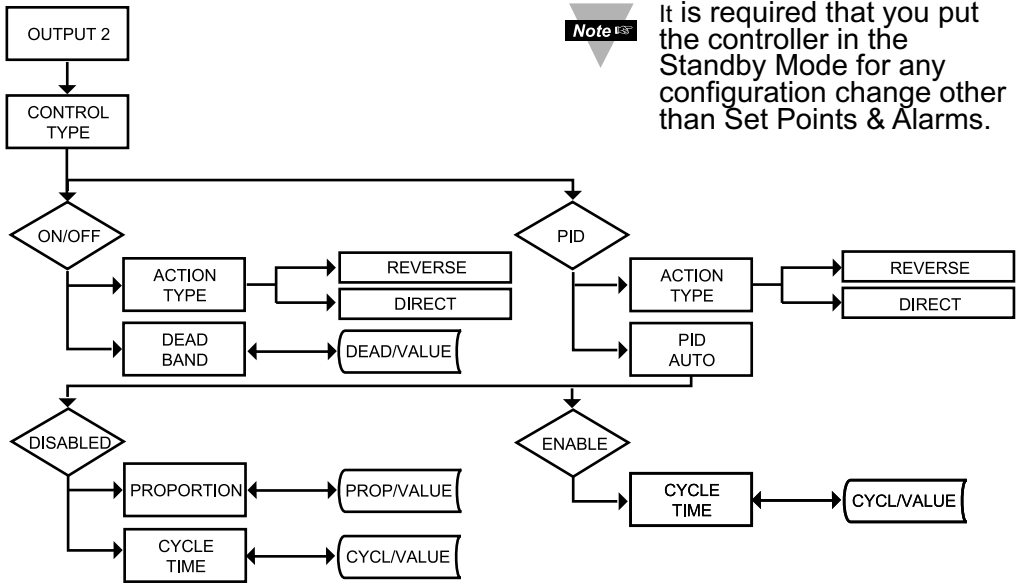 OUTPUT 2
Note
It is required that you put
the controller in the
Standby Mode for any
configuration change other
than Set Points & Alarms.
CONTROL
TYPE
ON/OFF
PID
ACTION
TYPE
REVERSE
DIRECT
ACTION
TYPE
REVERSE
DIRECT
DEAD
BAND
DEAD/VALUE
PID
AUTO
DISABLED
ENABLE
PROPORTION
PROP/VALUE
CYCLE
TIME
CYCL/VALUE
CYCLE
TIME
CYCL/VALUE